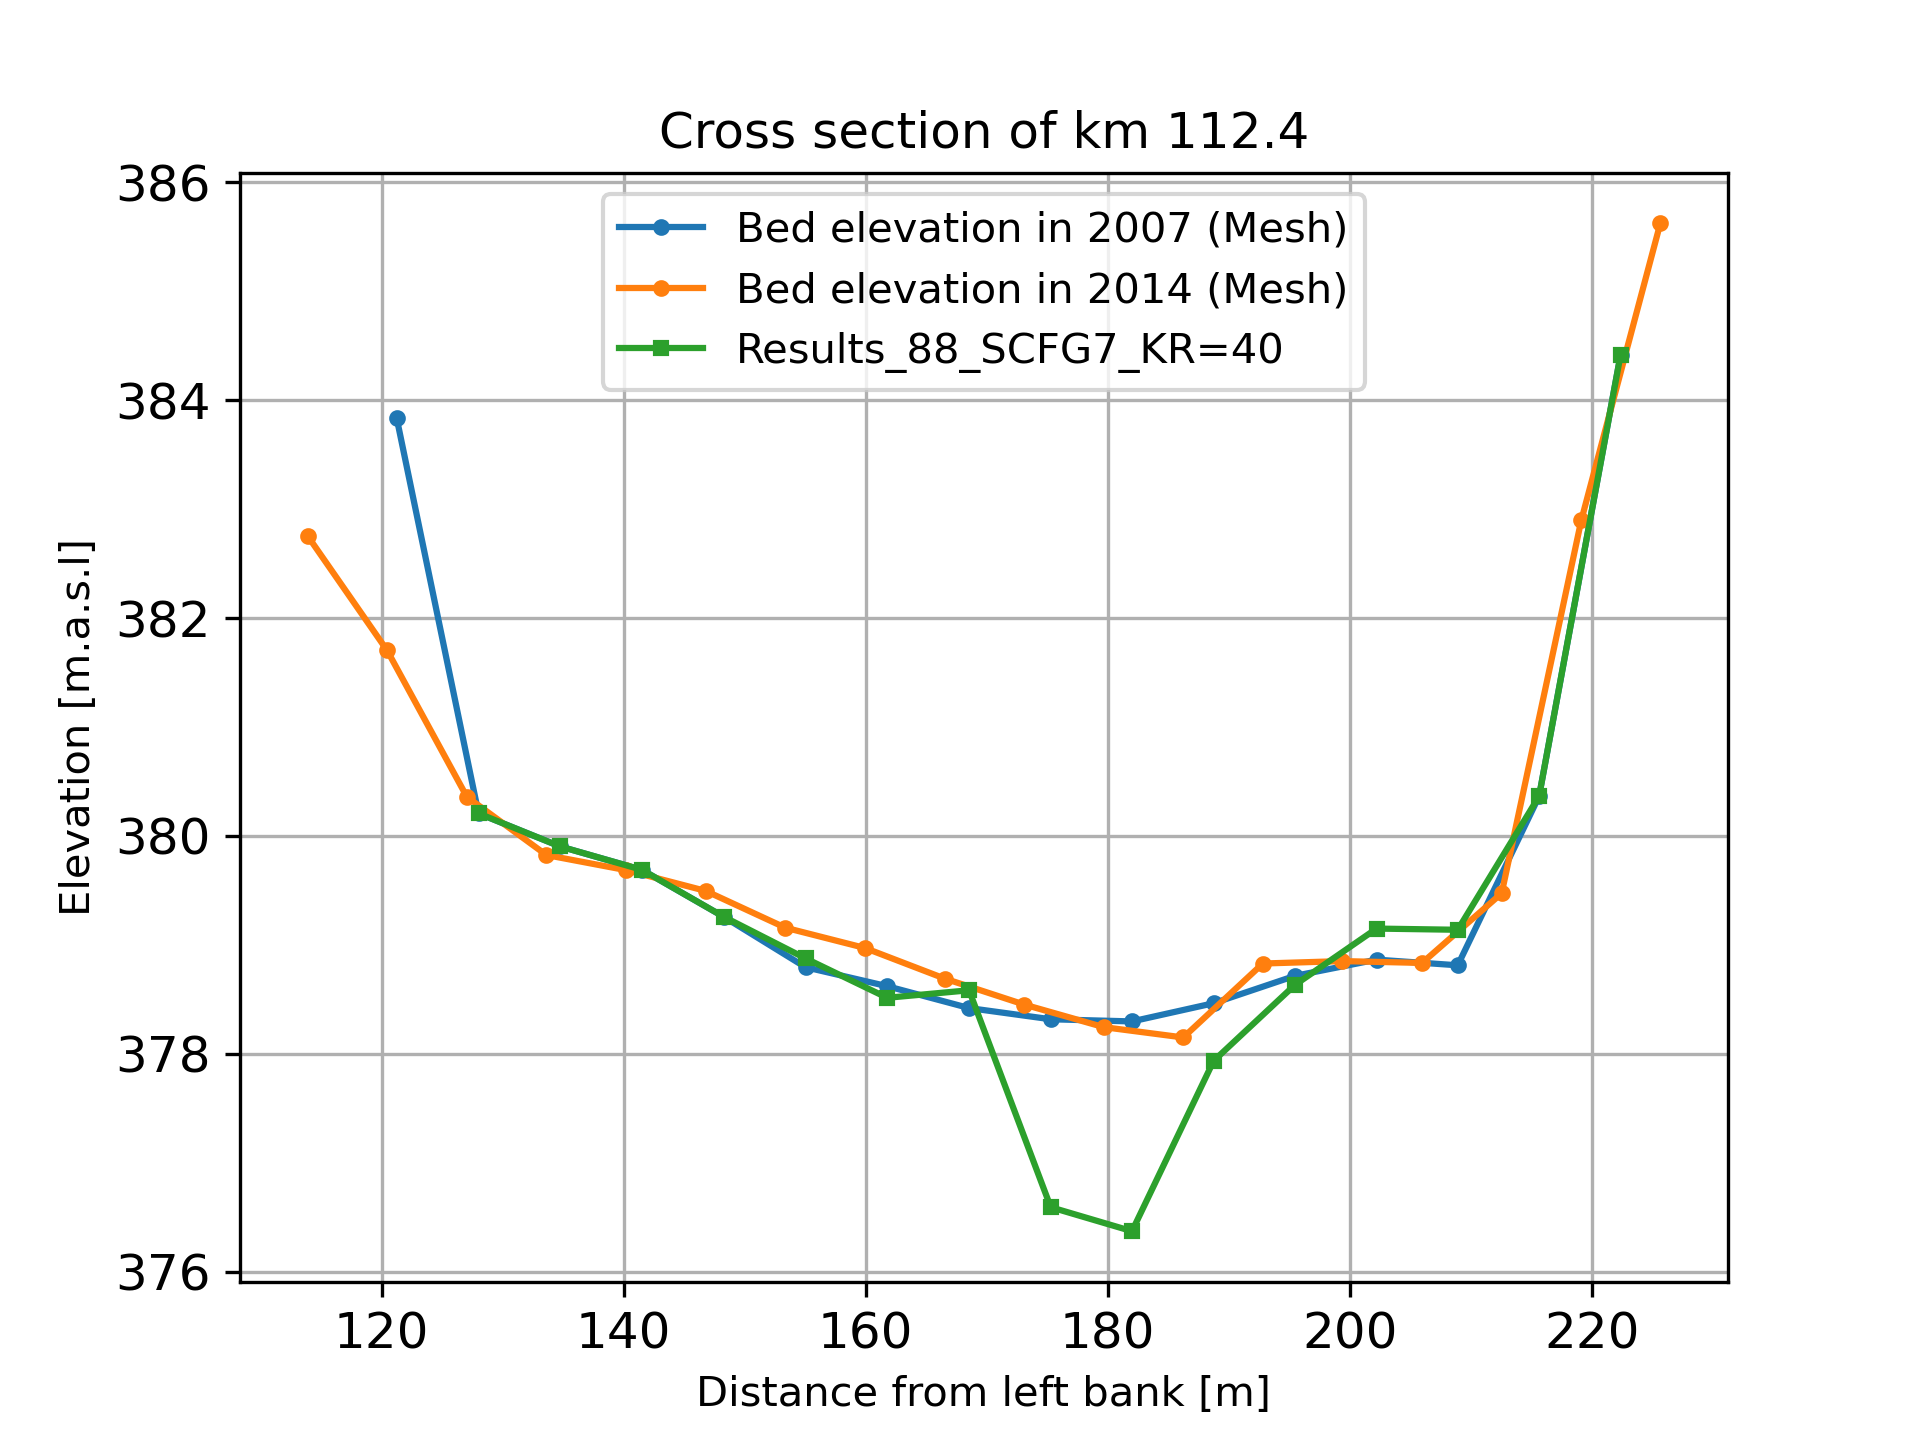 Cross section of km 112.4
386
384
382
380
378
376
Elevation [m.a.s.l]
Bed elevation in 2007 (Mesh)
Bed elevation in 2014 (Mesh)
Results_88_SCFG7_KR=40
120 140 160 180 200 220
Distance from left bank [m]